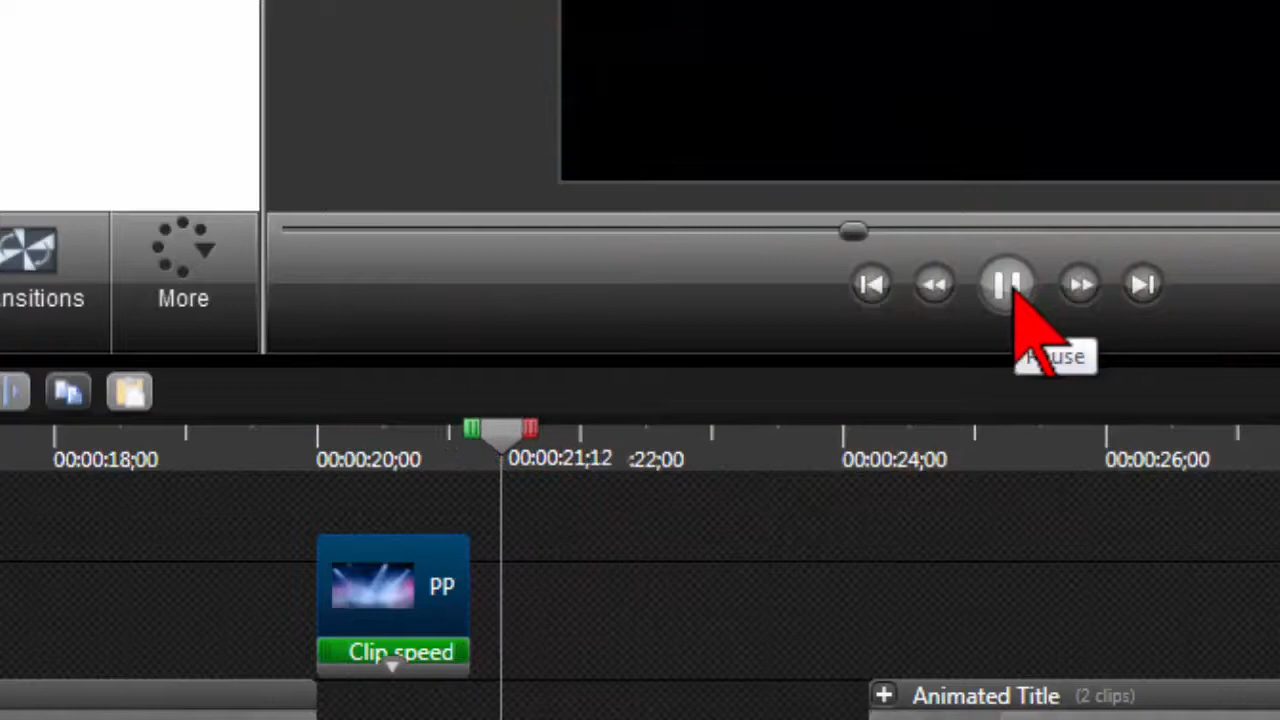 nsitions
More
use
00:00:18;00
00:00:20;00
00:00:21;12
:22;00
00:00:24;00
00:00:26;00
PP
Clip speed
Animated Title (2 clips)